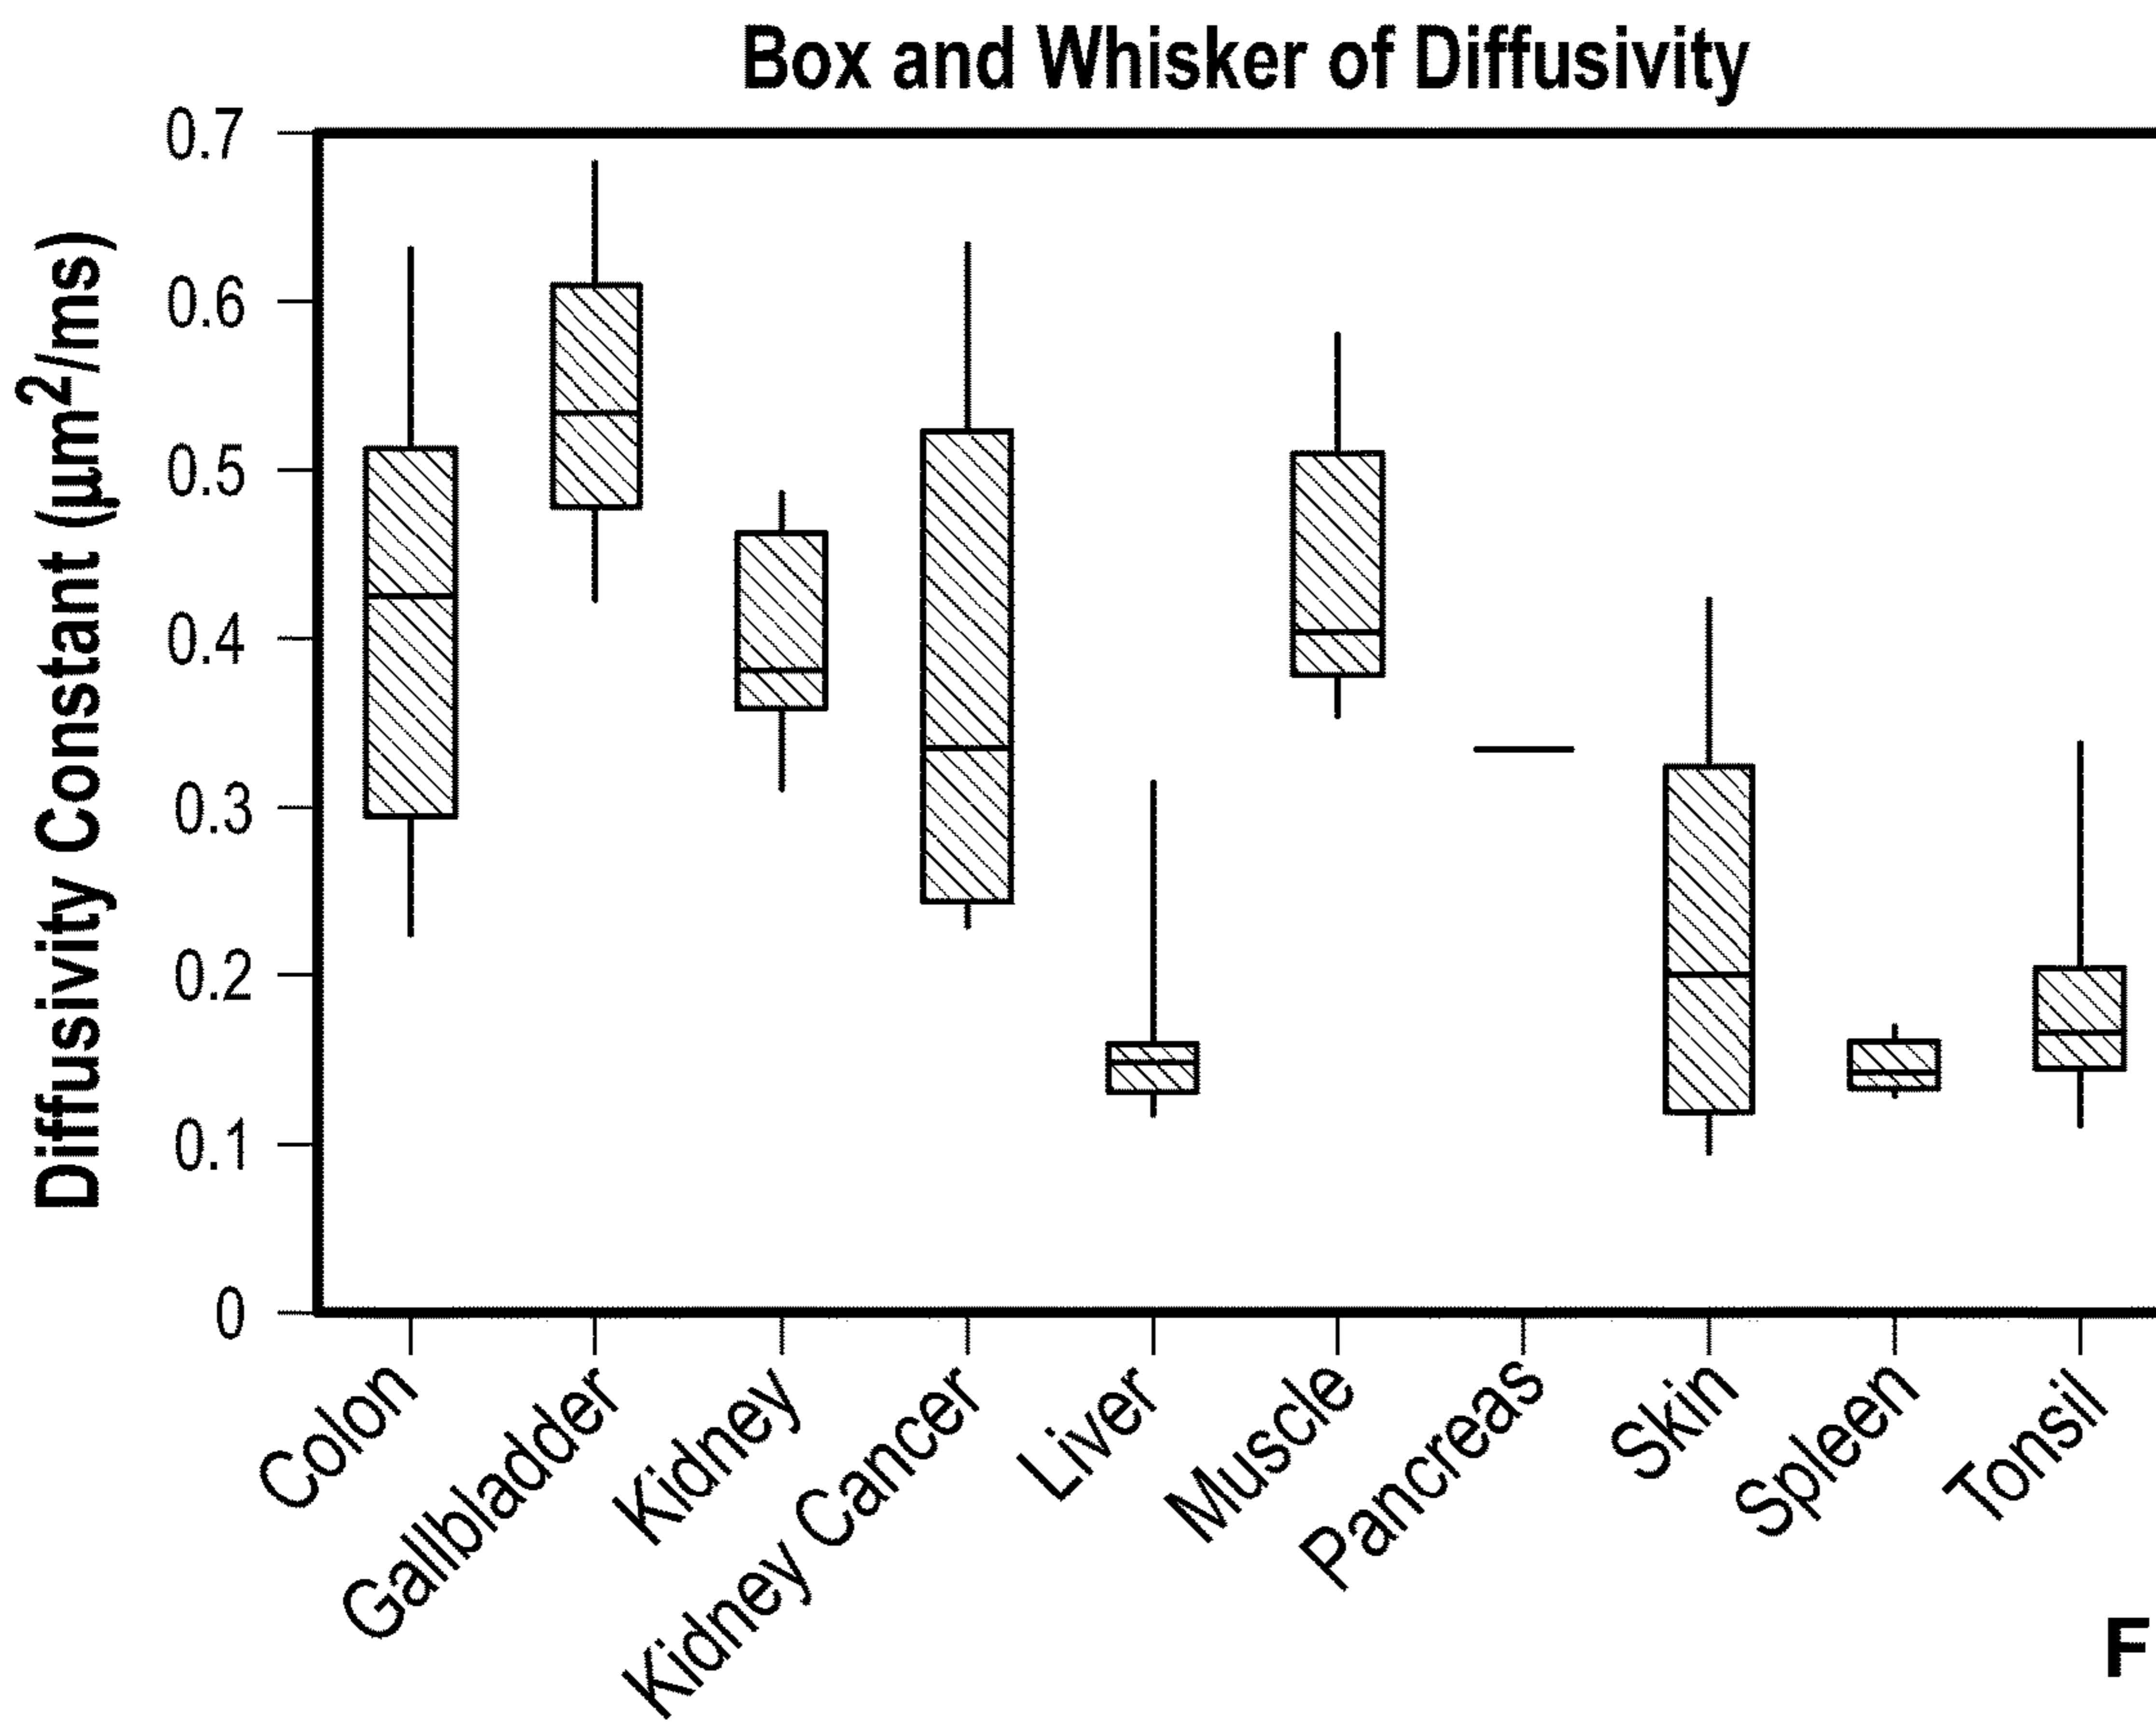 Box and Whisker of Diffusivity
Diffusivity Constant (µm²/ms)
0.7
0.6
0.5
0.4
0.3
0.2
0.1
0
Colon
Gallbladder
Kidney
Kidney Cancer
Liver
Muscle
Pancreas
Skin
Spleen
Tonsil
F